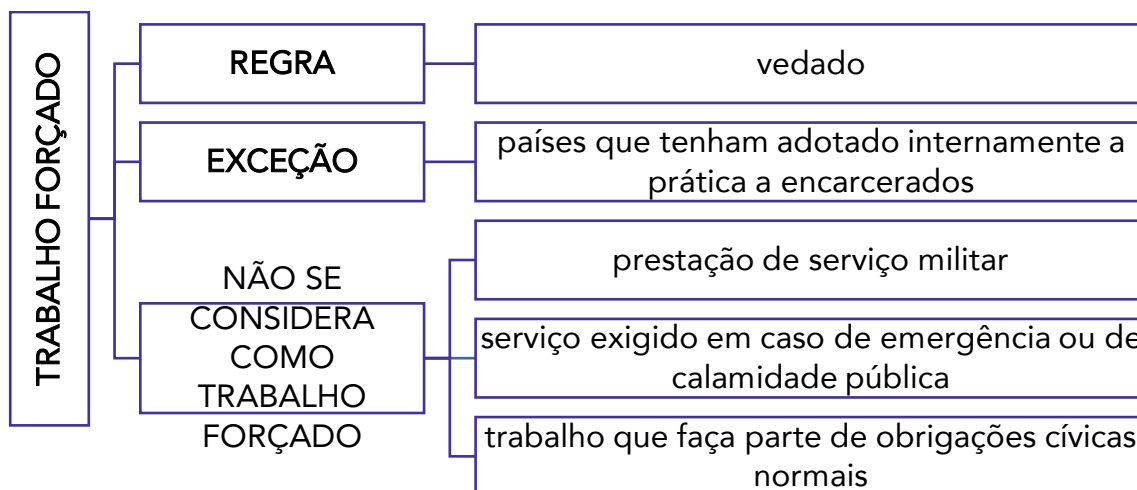 TRABALHO FORÇADO
REGRA
vedado
EXCEÇÃO
países que tenham adotado internamente a
prática a encarcerados
NÃO SE
CONSIDERA
COMO
TRABALHO
FORÇADO
prestação de serviço militar
serviço exigido em caso de emergência ou de
calamidade pública
trabalho que faça parte de obrigações cívicas
normais